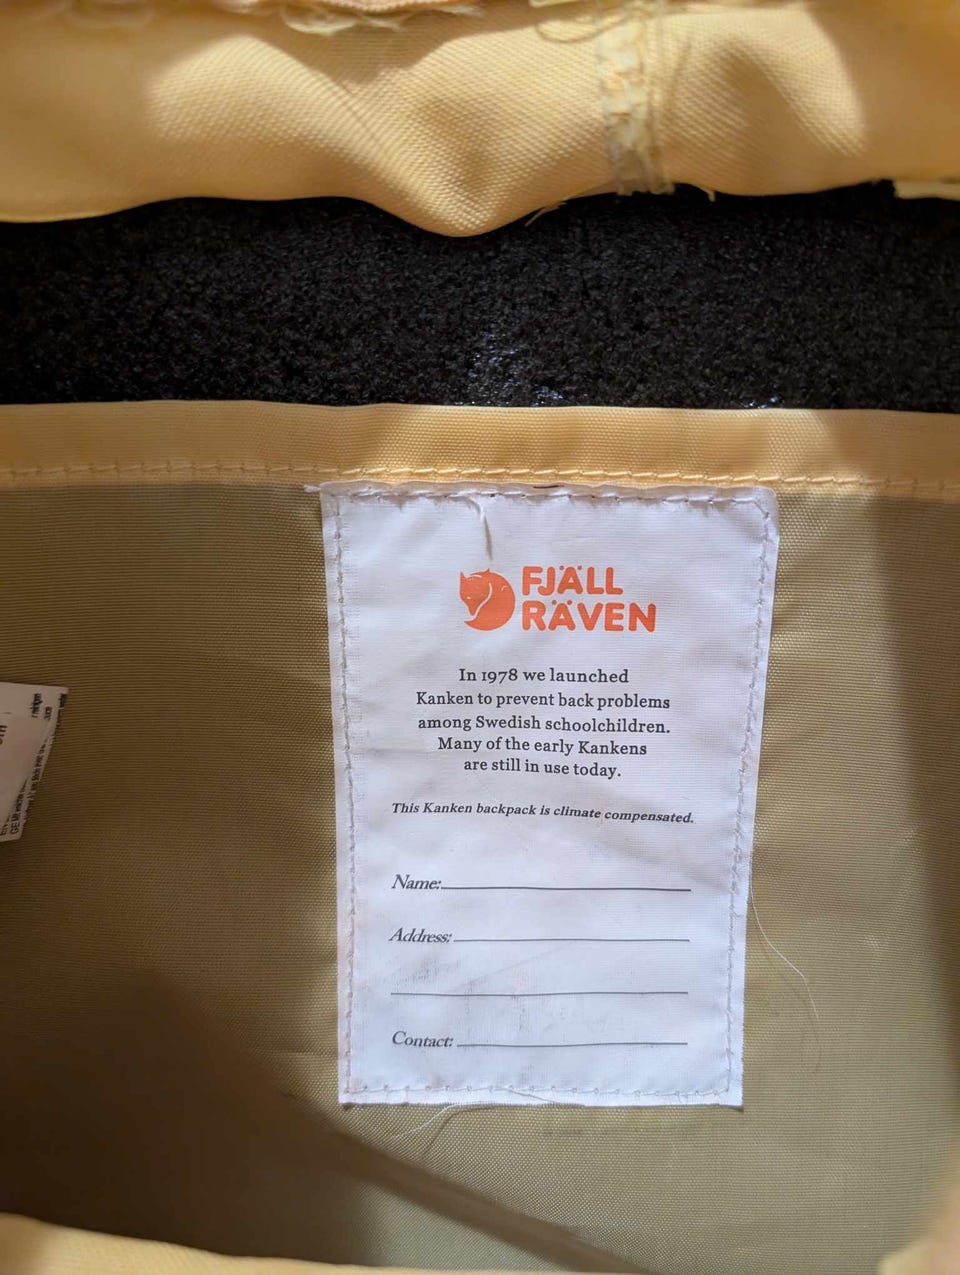 FJÄLL
RÄVEN
In 1978 we launched
Kanken to prevent back problems
among Swedish schoolchildren.
Many of the early Kankens
are still in use today.
This Kanken backpack is climate compensated.
Name:
Address:
Contact: